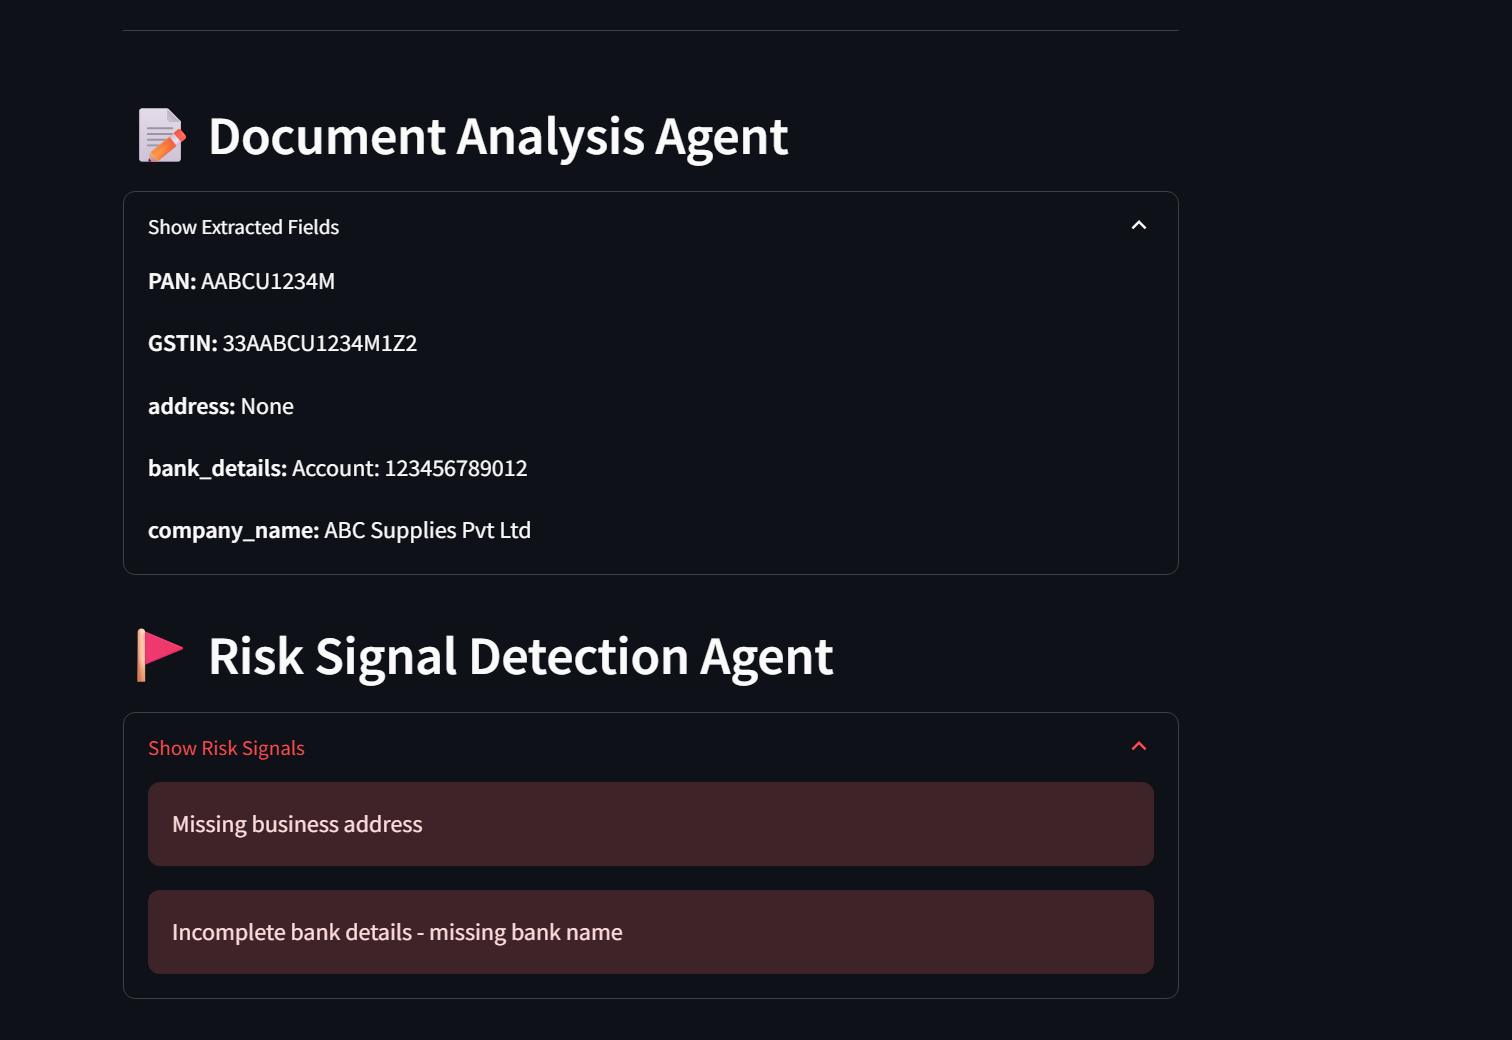 Document Analysis Agent
Show Extracted Fields
PAN: AABCU1234M
GSTIN: 33AABCU1234M1Z2
address: None
bank_details: Account: 123456789012
company_name: ABC Supplies Pvt Ltd
Risk Signal Detection Agent
Show Risk Signals
Missing business address
Incomplete bank details - missing bank name